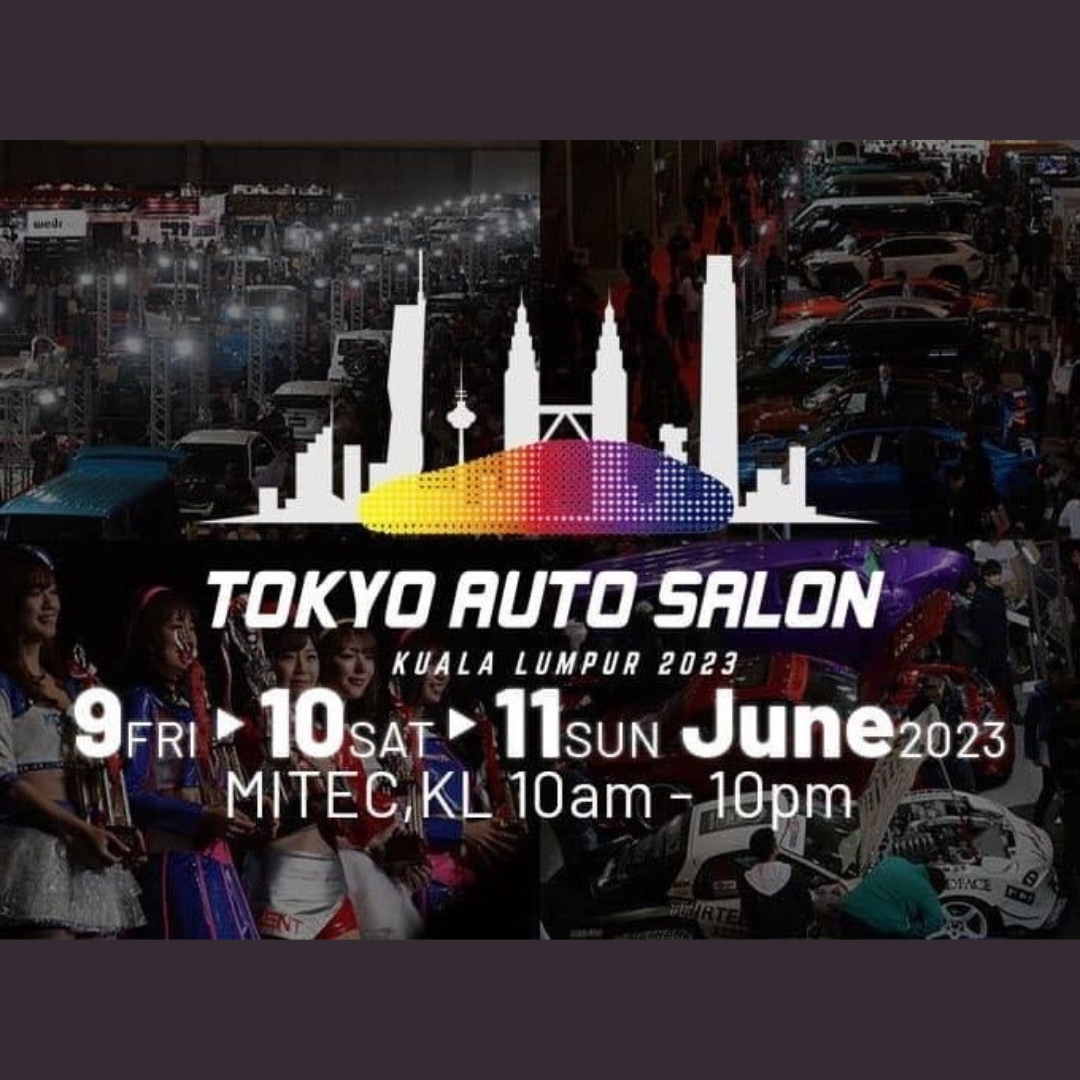 TOKYO AUTO SALON
KUALA LUMPUR 2023
9FRI ▶ 10SAT ▶ 11SUN June2023
MITEC,KL 10am - 10pm